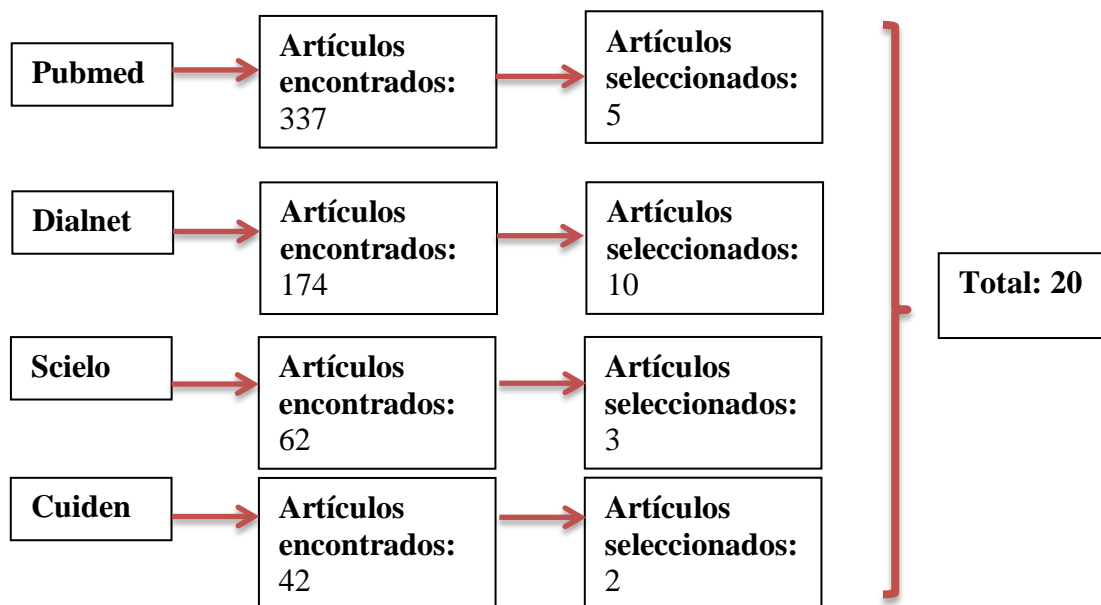 Pubmed
Artículos
encontrados:
337
Artículos
seleccionados:
5
Dialnet
Artículos
encontrados:
174
Artículos
seleccionados:
10
Scielo
Artículos
encontrados:
62
Artículos
seleccionados:
3
Cuiden
Artículos
encontrados:
42
Artículos
seleccionados:
2
Total: 20